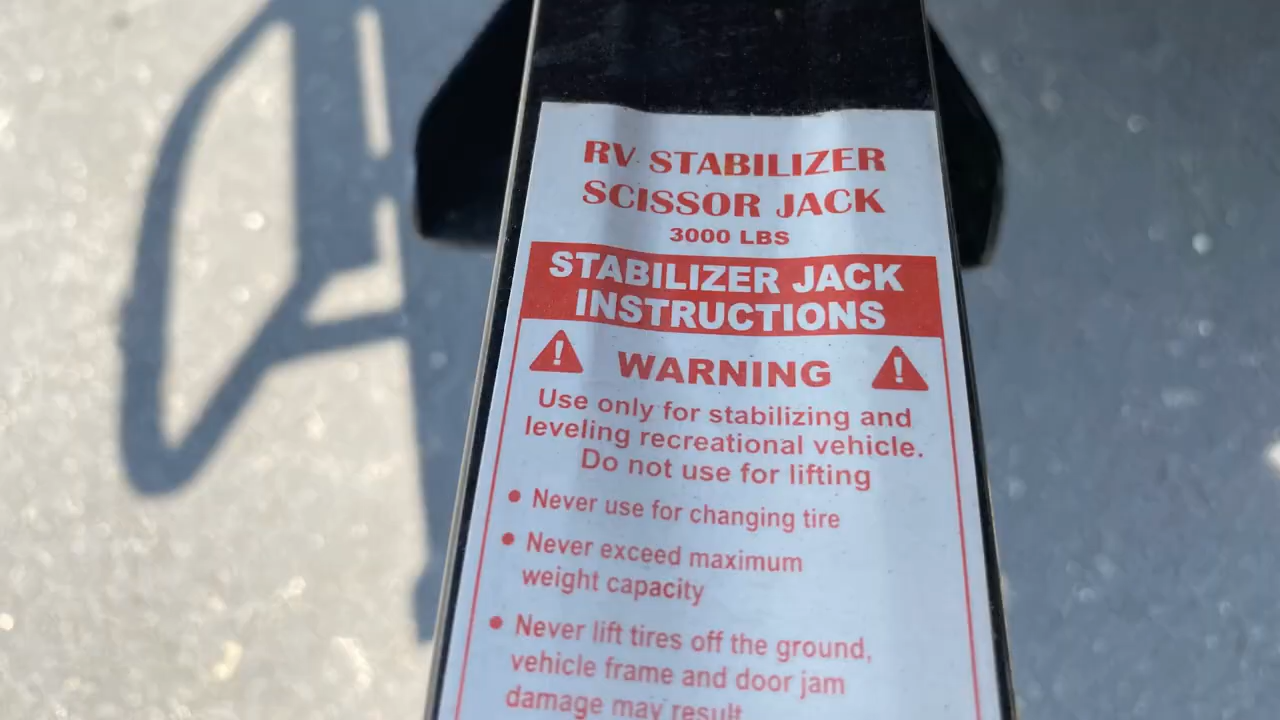 RV STABILIZER
SCISSOR JACK
3000 LBS
STABILIZER JACK
INSTRUCTIONS
WARNING
Use only for stabilizing and
leveling recreational vehicle.
Do not use for lifting
• Never use for changing tire
• Never exceed maximum
weight capacity
• Never lift tires off the ground,
vehicle frame and door jam
damage may result